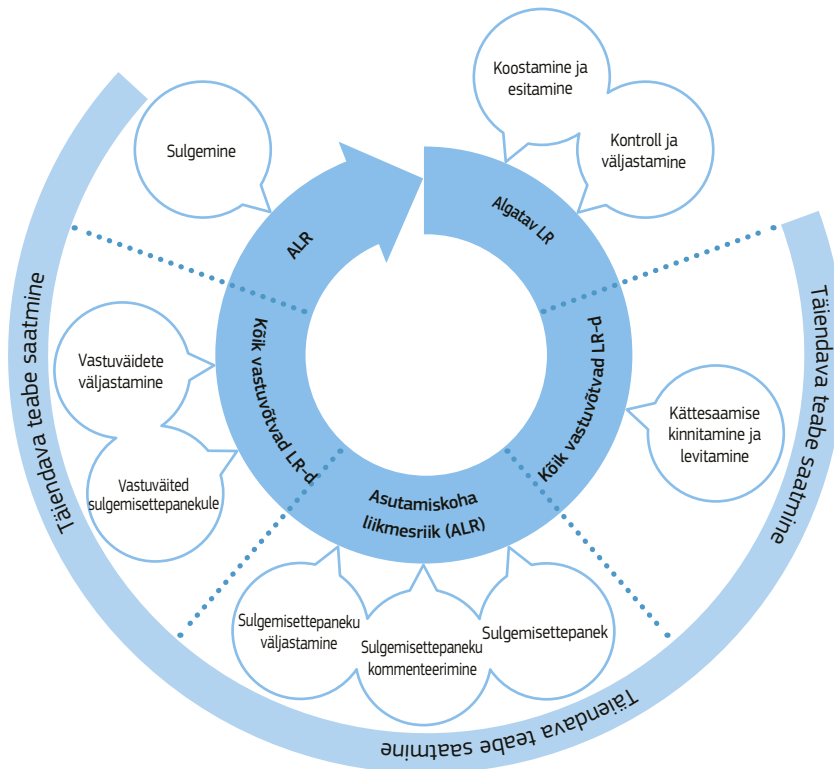 Koostamine ja
esitamine
Kontroll ja
väljastamine
Algatav LR
Täiendava teabe saatmine
Kõik vastuvõtvad LR-d
Kättesaamise
kinnitamine ja
levitamine
Asutamiskoha
liikmesriik (ALR)
Sulgemisettepanek
Sulgemisettepaneku
kommenteerimine
Sulgemisettepaneku
väljastamine
Täiendava teabe saatmine
Kõik vastuvõtvad LR-d
Vastuväited
sulgemisettepanekule
Vastuväidete
väljastamine
Täiendava teabe saatmine
ALR
Sulgemine